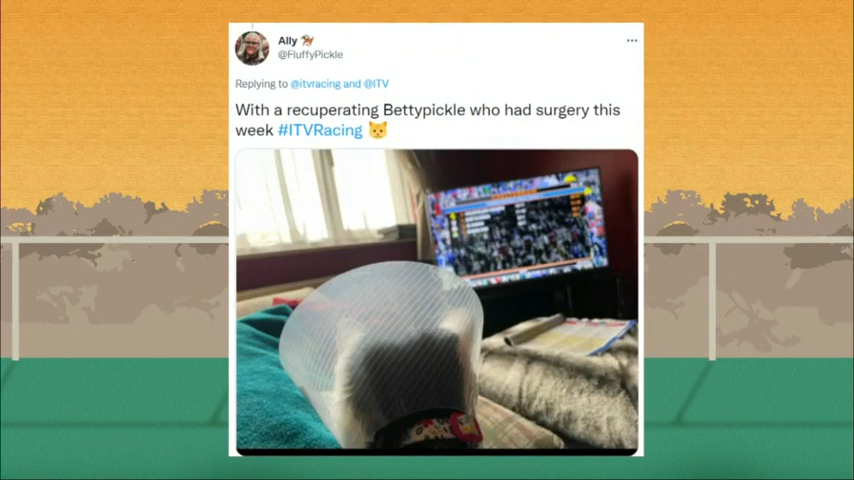 Ally 🏇
@FluffyPickle
Replying to @itvracing and @ITV
With a recuperating Bettypickle who had surgery this
week #ITVRacing 🐱